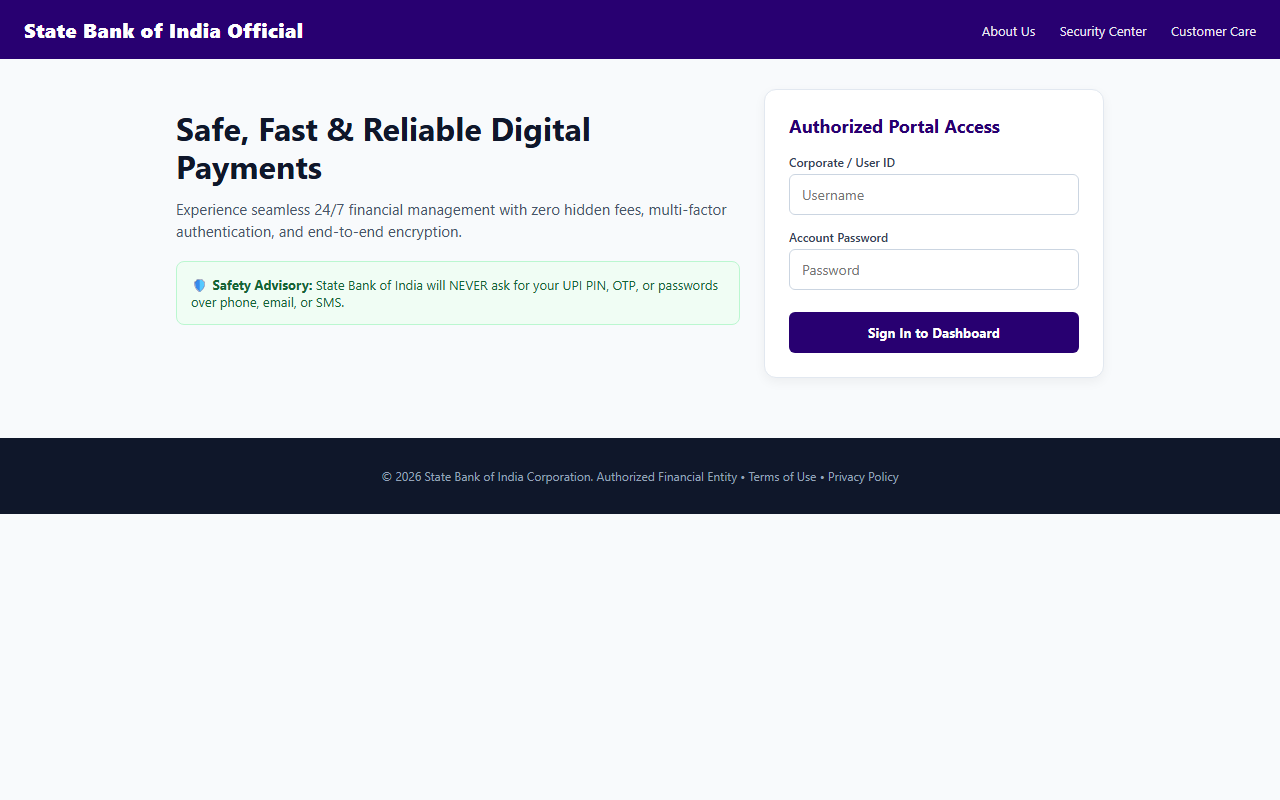 State Bank of India Official
About Us
Security Center
Customer Care
Safe, Fast & Reliable Digital
Payments
Experience seamless 24/7 financial management with zero hidden fees, multi-factor
authentication, and end-to-end encryption.
Safety Advisory: State Bank of India will NEVER ask for your UPI PIN, OTP, or passwords
over phone, email, or SMS.
Authorized Portal Access
Corporate / User ID
Username
Account Password
Password
Sign In to Dashboard
© 2026 State Bank of India Corporation. Authorized Financial Entity • Terms of Use • Privacy Policy